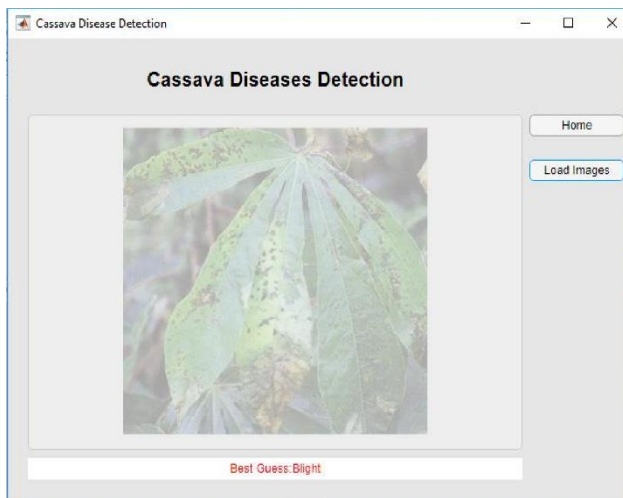 Cassava Disease Detection
Cassava Diseases Detection
Home
Load Images
Best Guess:Blight